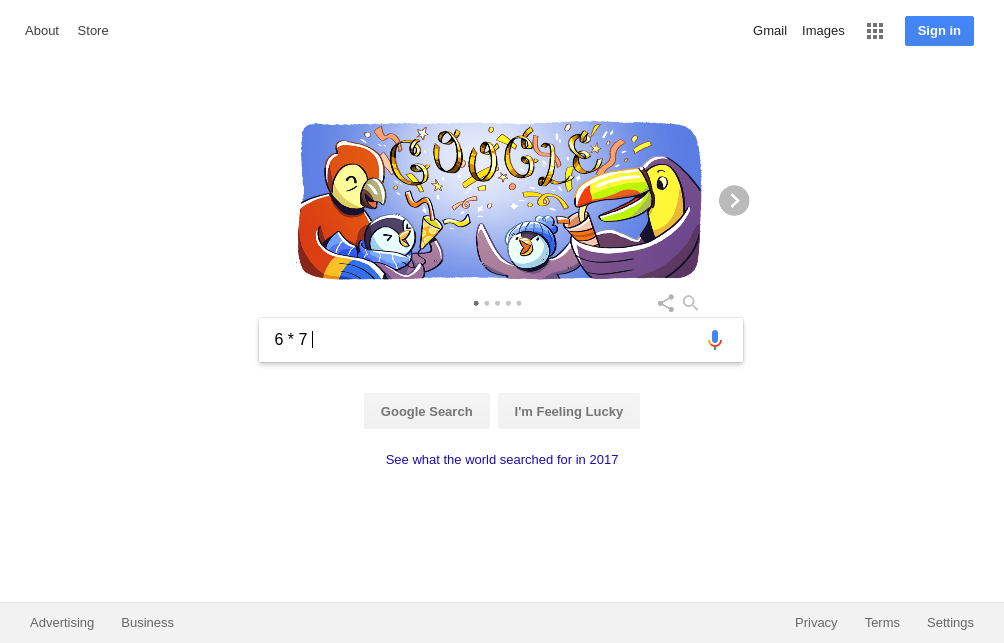 About Store
Gmail Images Sign in
GOOGLE
6 * 7
Google Search I'm Feeling Lucky
See what the world searched for in 2017
Advertising Business
Privacy Terms Settings